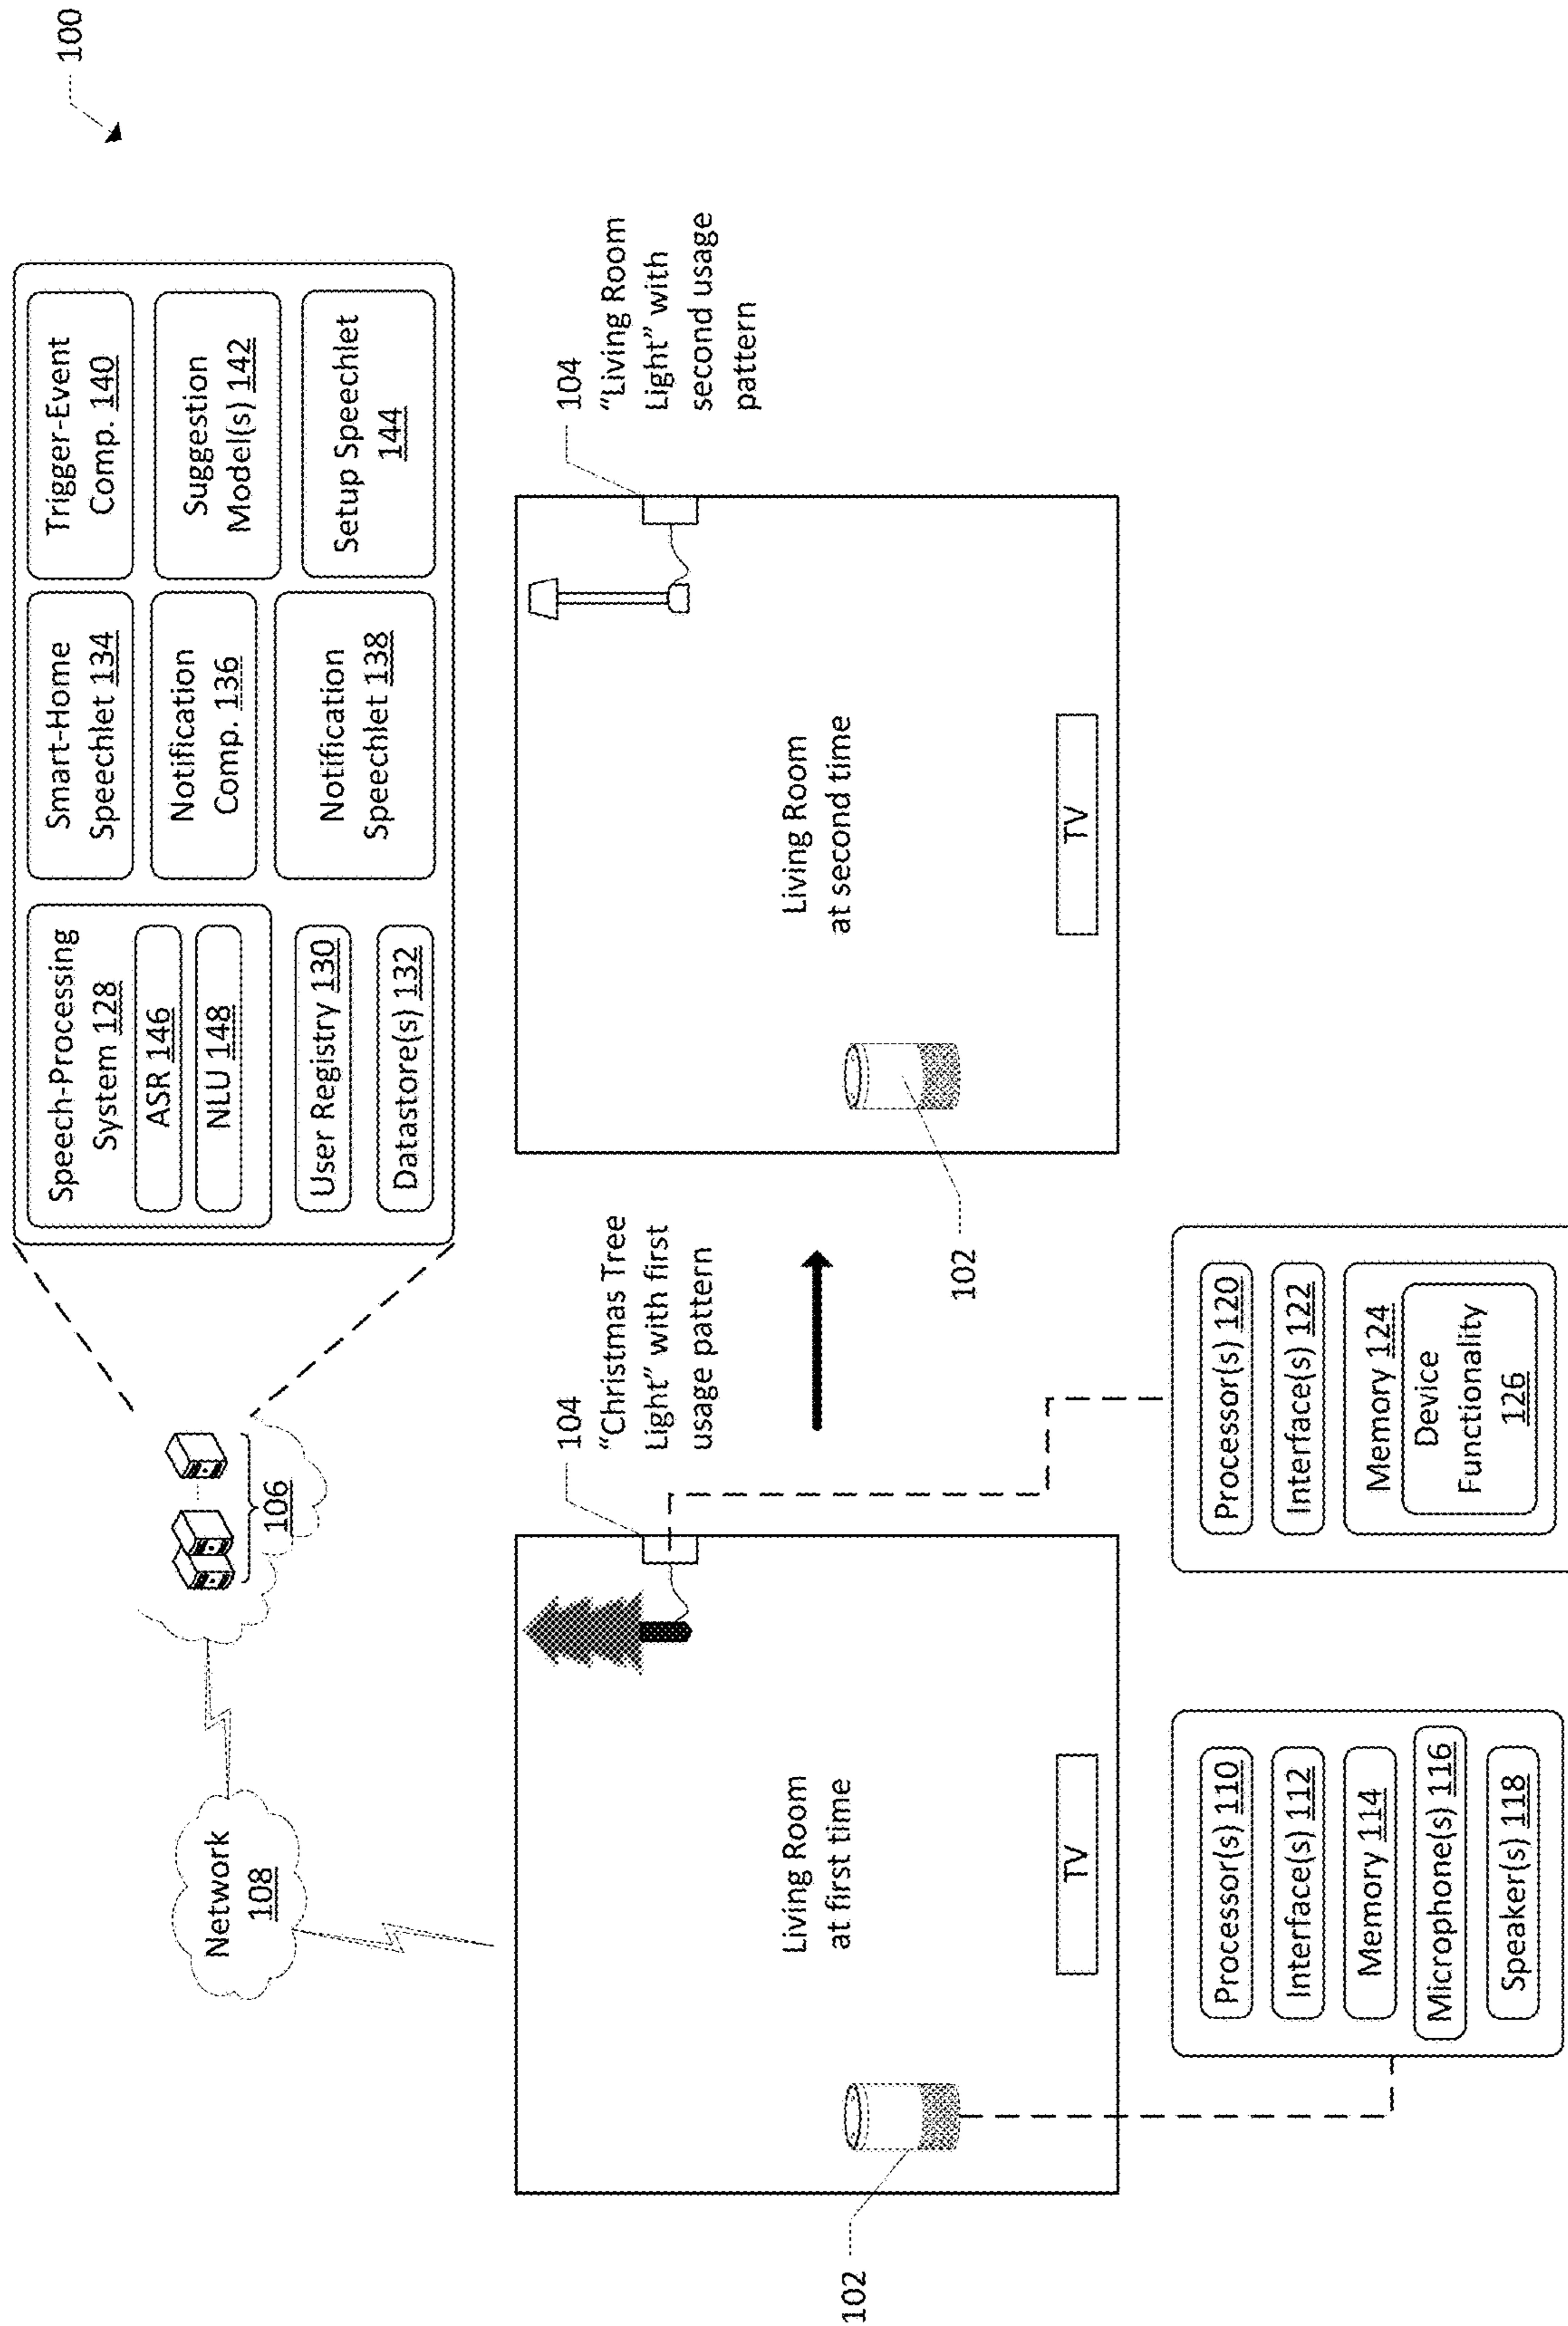 100
Speech-Processing
System 128
ASR 146
NLU 148
User Registry 130
Datastore(s) 132
Smart-Home
Speechlet 134
Notification
Comp. 136
Notification
Speechlet 138
Trigger-Event
Comp. 140
Suggestion
Model(s) 142
Setup Speechlet
144
106
Network
108
104
“Christmas Tree
Light” with first
usage pattern
Living Room
at first time
TV
102
104
“Living Room
Light” with
second usage
pattern
Living Room
at second time
TV
102
Processor(s) 110
Interface(s) 112
Memory 114
Microphone(s) 116
Speaker(s) 118
Processor(s) 120
Interface(s) 122
Memory 124
Device
Functionality
126